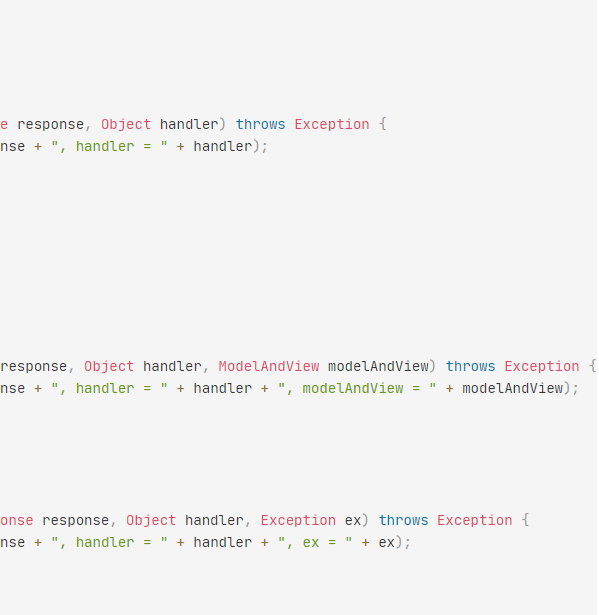 e response, Object handler) throws Exception {
nse + ", handler = " + handler);
response, Object handler, ModelAndView modelAndView) throws Exception {
nse + ", handler = " + handler + ", modelAndView = " + modelAndView);
onse response, Object handler, Exception ex) throws Exception {
nse + ", handler = " + handler + ", ex = " + ex);